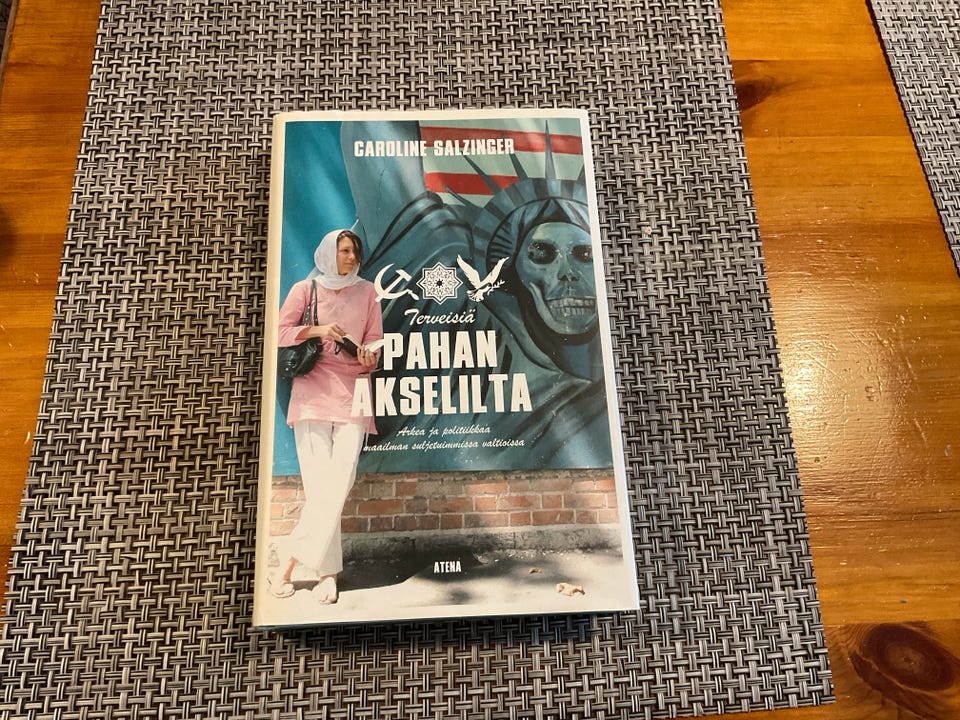 CAROLINE SALZINGER
Terveisiä
PAHAN
AKSELILTA
Arkea ja politiikkaa
maailman suljetuimmissa valtioissa
ATENA